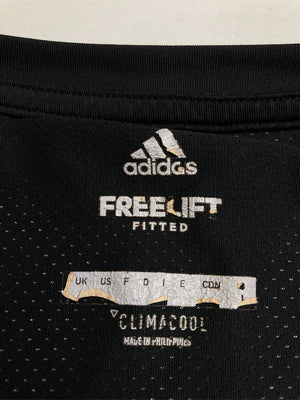 adidas
FREELIFT
FITTED
UK US F D I E CDN
CLIMACOOL
MADE IN PHILIPPINES